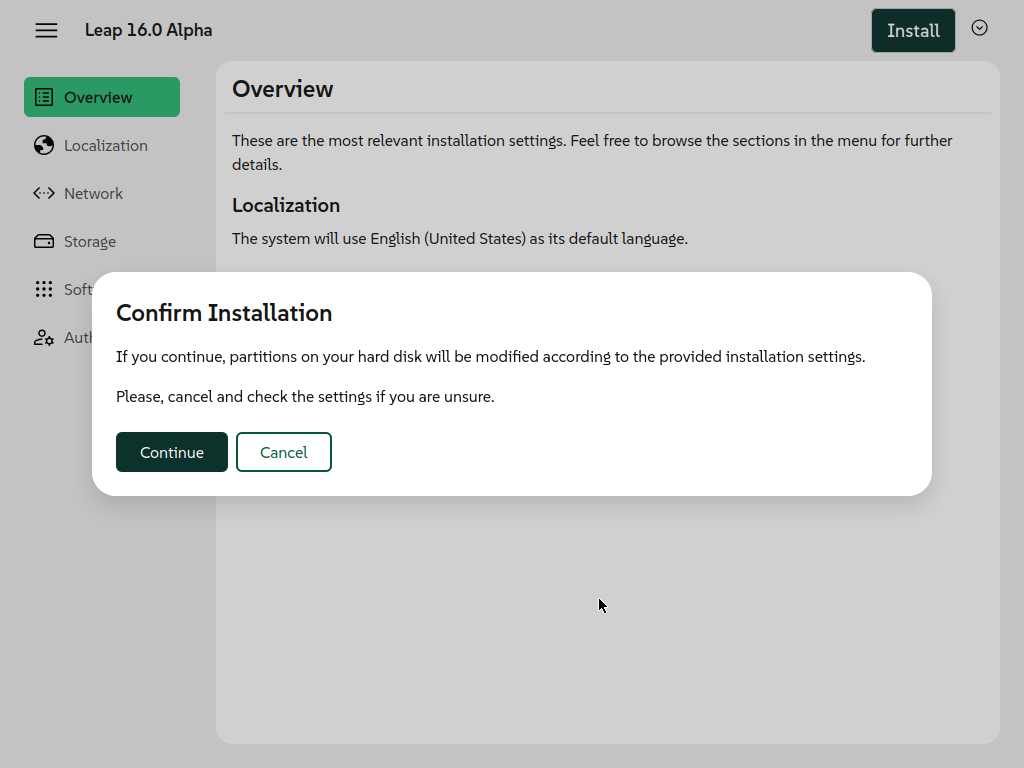 Leap 16.0 Alpha
Install
Overview
Localization
Network
Storage
Overview
These are the most relevant installation settings. Feel free to browse the sections in the menu for further
details.
Localization
The system will use English (United States) as its default language.
Confirm Installation
If you continue, partitions on your hard disk will be modified according to the provided installation settings.
Please, cancel and check the settings if you are unsure.
Continue
Cancel